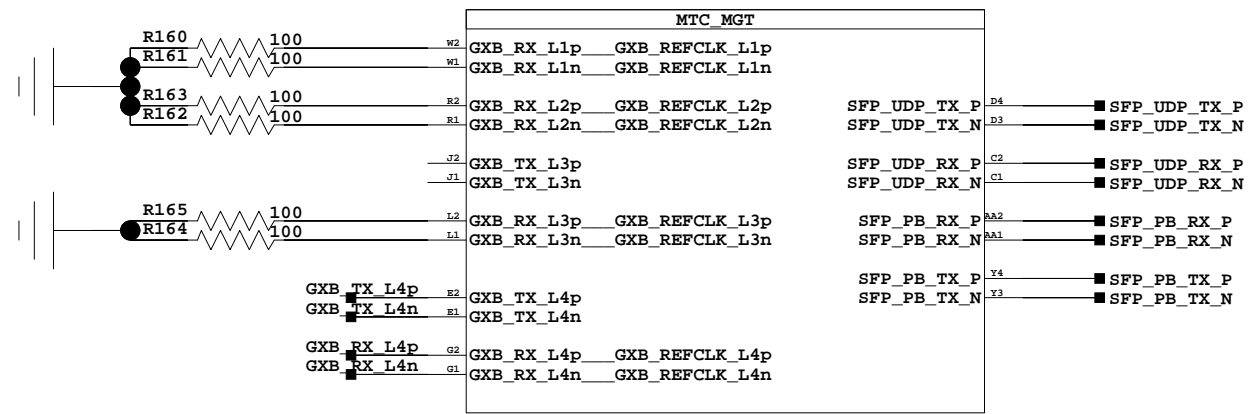 MTC_MGT
R160 100 W2 GXB_RX_L1p___GXB_REFCLK_L1p
R161 100 W1 GXB_RX_L1n___GXB_REFCLK_L1n
R163 100 R2 GXB_RX_L2p___GXB_REFCLK_L2p SFP_UDP_TX_P D4 SFP_UDP_TX_P
R162 100 R1 GXB_RX_L2n___GXB_REFCLK_L2n SFP_UDP_TX_N D3 SFP_UDP_TX_N
J2 GXB_TX_L3p SFP_UDP_RX_P C2 SFP_UDP_RX_P
J1 GXB_TX_L3n SFP_UDP_RX_N C1 SFP_UDP_RX_N
R165 100 L2 GXB_RX_L3p___GXB_REFCLK_L3p SFP_PB_RX_P AA2 SFP_PB_RX_P
R164 100 L1 GXB_RX_L3n___GXB_REFCLK_L3n SFP_PB_RX_N AA1 SFP_PB_RX_N
SFP_PB_TX_P Y4 SFP_PB_TX_P
GXB_TX_L4p E2 GXB_TX_L4p SFP_PB_TX_N Y3 SFP_PB_TX_N
GXB_TX_L4n E1 GXB_TX_L4n
GXB_RX_L4p G2 GXB_RX_L4p___GXB_REFCLK_L4p
GXB_RX_L4n G1 GXB_RX_L4n___GXB_REFCLK_L4n